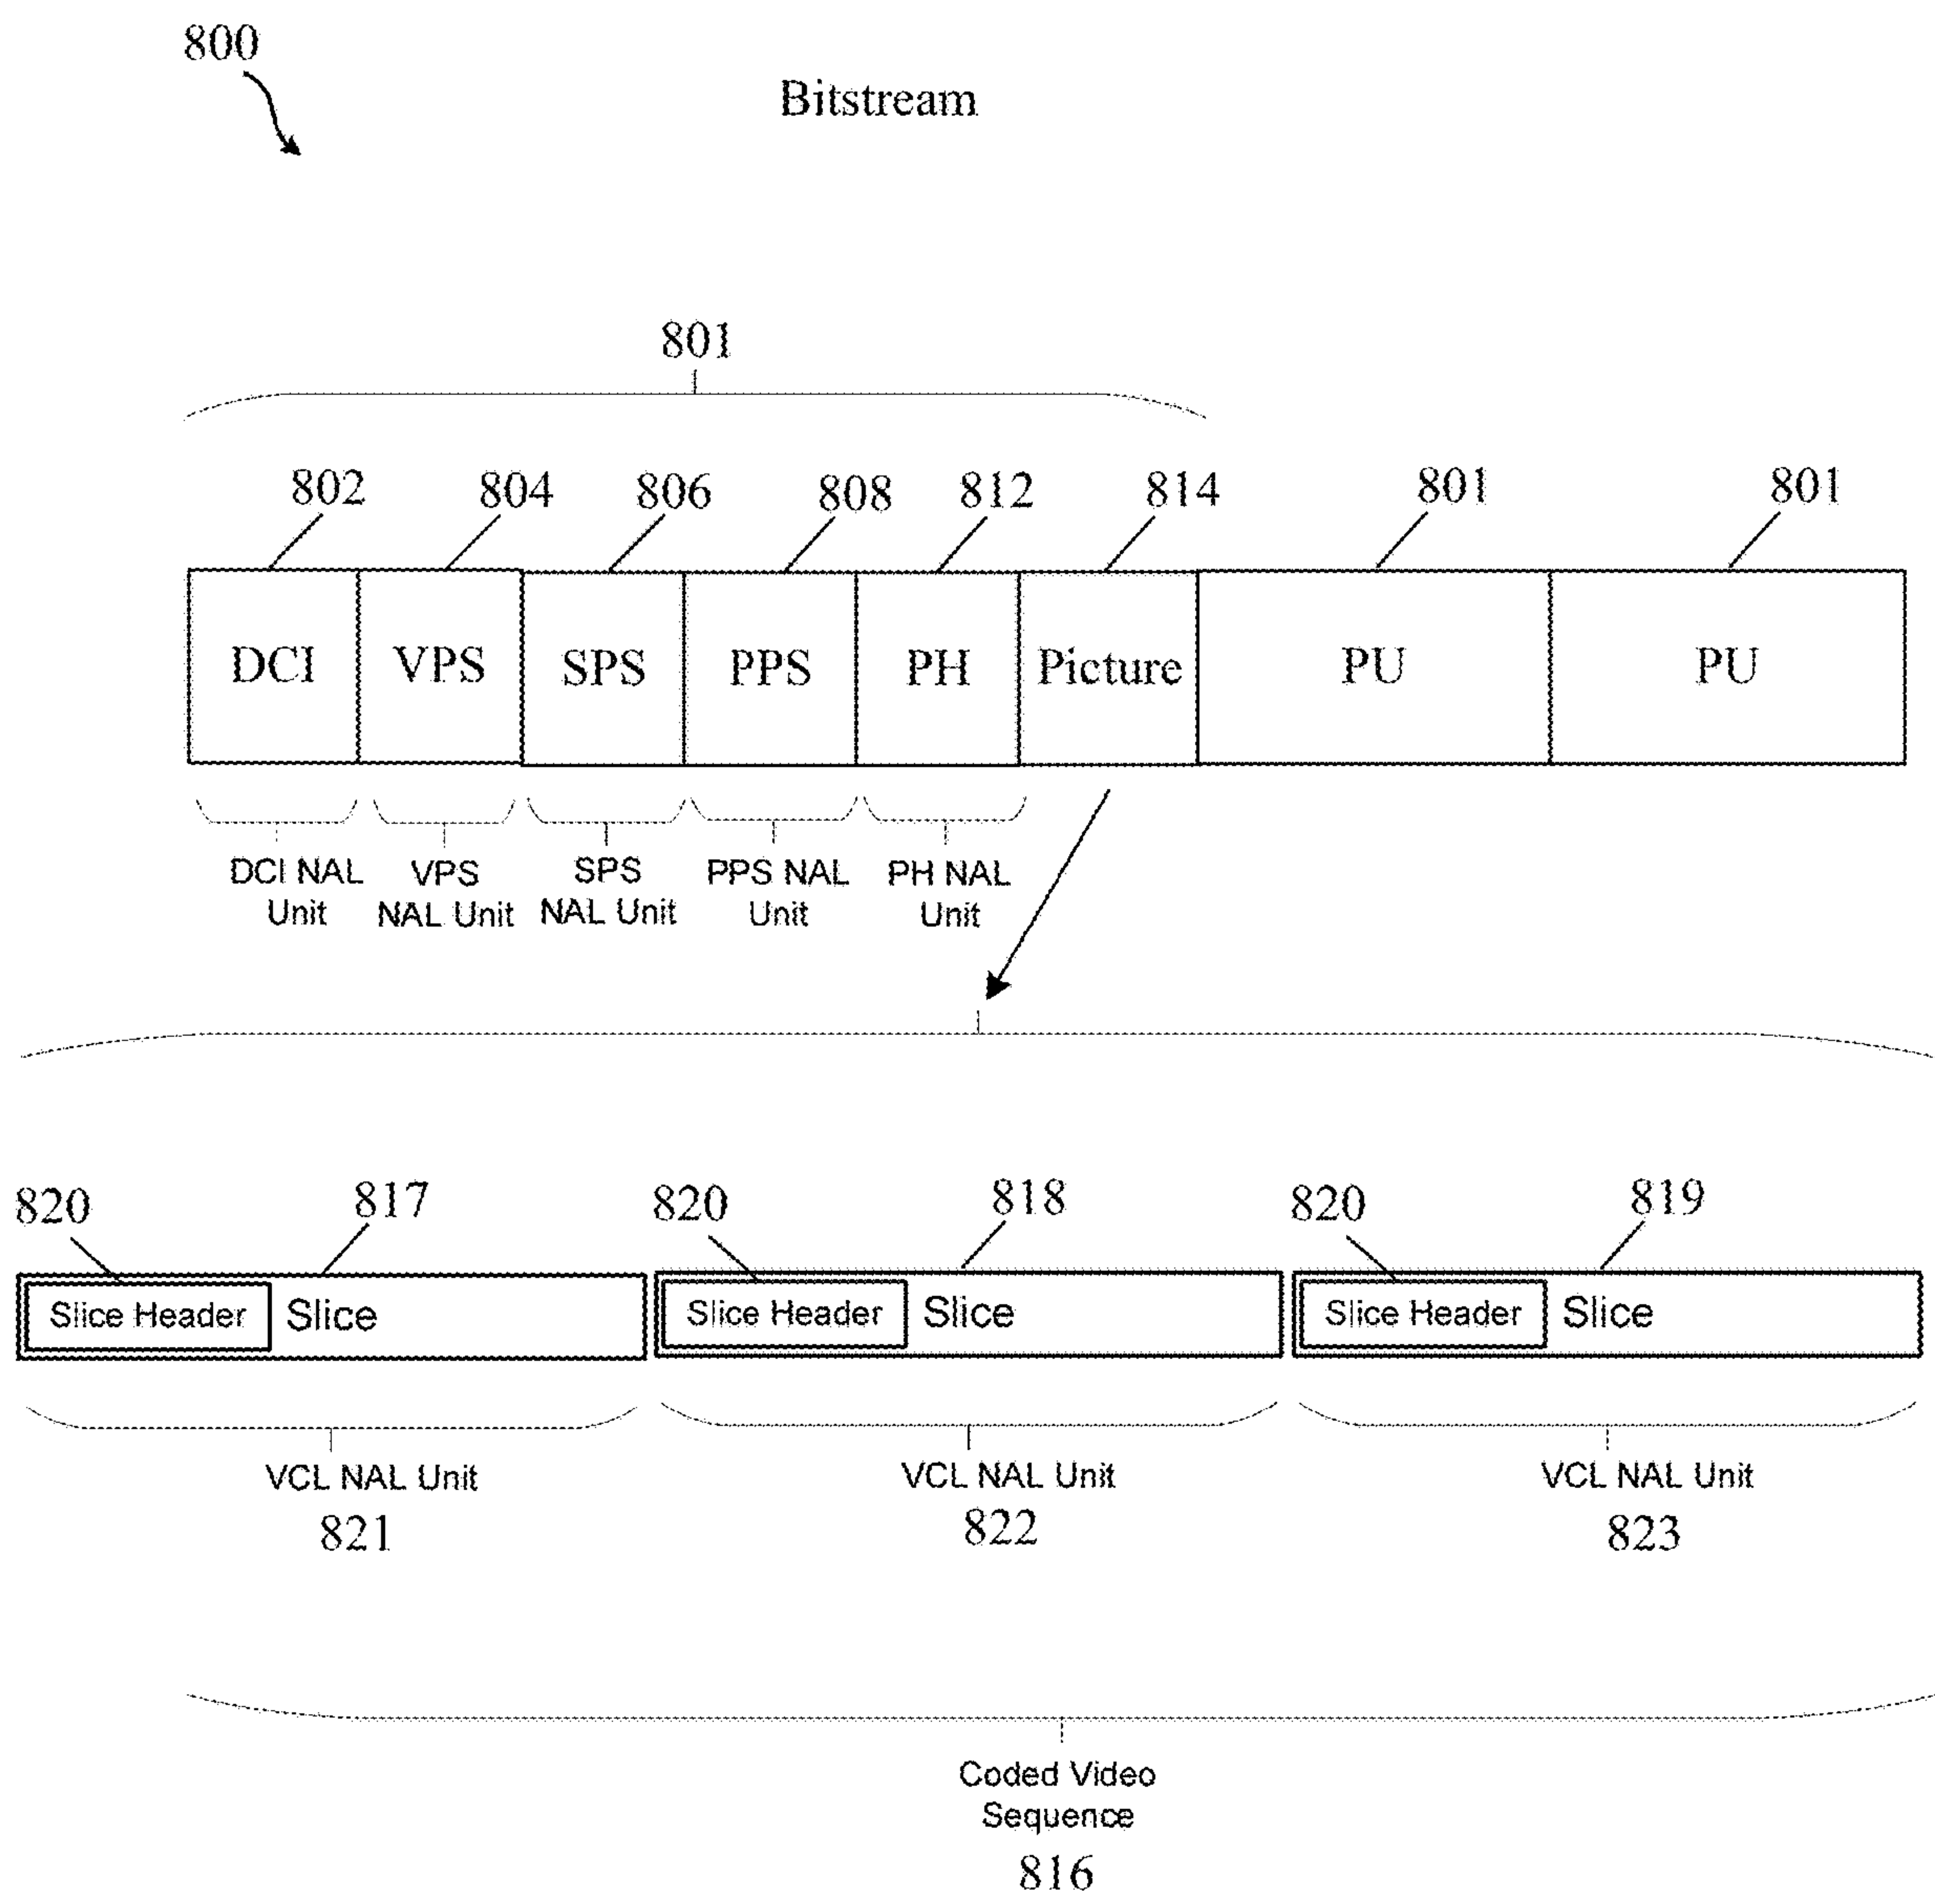 800
Bitstream
801
802 804 806 808 812 814 801 801
DCI VPS SPS PPS PH Picture PU PU
DCI NAL Unit
VPS NAL Unit
SPS NAL Unit
PPS NAL Unit
PH NAL Unit
820 817 820 818 820 819
Slice Header Slice Slice Header Slice Slice Header Slice
VCL NAL Unit VCL NAL Unit VCL NAL Unit
821 822 823
Coded Video
Sequence
816